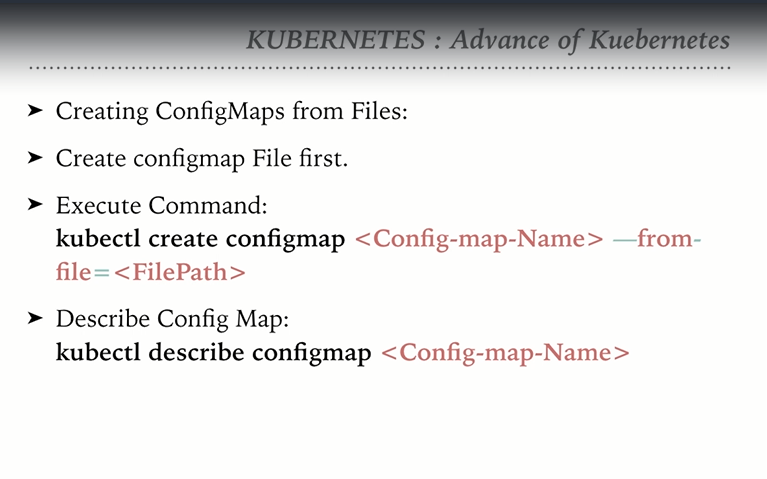 KUBERNETES : Advance of Kuebernetes
➤ Creating ConfigMaps from Files:
➤ Create configmap File first.
➤ Execute Command:
kubectl create configmap <Config-map-Name> —from-
file=<FilePath>
➤ Describe Config Map:
kubectl describe configmap <Config-map-Name>